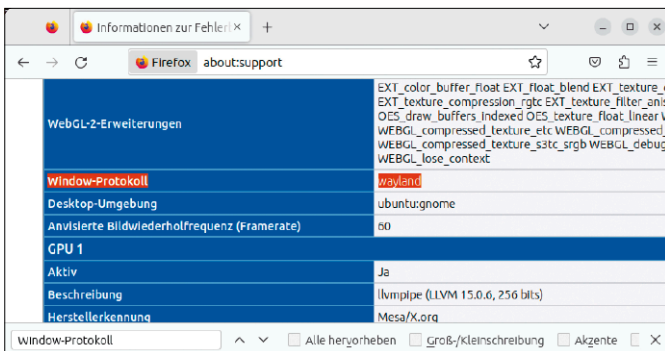 Informationen zur Fehler
Firefox about:support
WebGL-2-Erweiterungen
EXT_color_buffer_float EXT_float_blend EXT_texture_
EXT_texture_compression_rgtc EXT_texture_filter_anis
OES_draw_buffers_indexed OES_texture_float_linear
WEBGL_compressed_texture_etc WEBGL_compressed_
WEBGL_compressed_texture_s3tc_srgb WEBGL_debug
WEBGL_lose_context
Window-Protokoll wayland
Desktop-Umgebung ubuntu:gnome
Anvisierte Bildwiederholfrequenz (Framerate) 60
GPU 1
Aktiv Ja
Beschreibung llvmpipe (LLVM 15.0.6, 256 bits)
Herstellerkennung Mesa/X.org
Window-Protokoll Alle hervorheben Groß-/Kleinschreibung Akzente